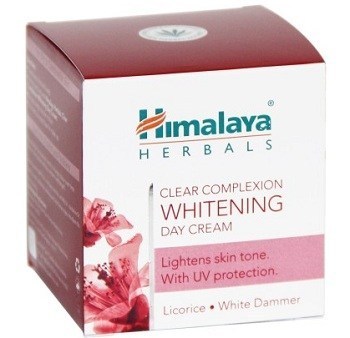 Himalaya®
HERBALS
CLEAR COMPLEXION
WHITENING
DAY CREAM
Lightens skin tone.
With UV protection.
Licorice • White Dammer